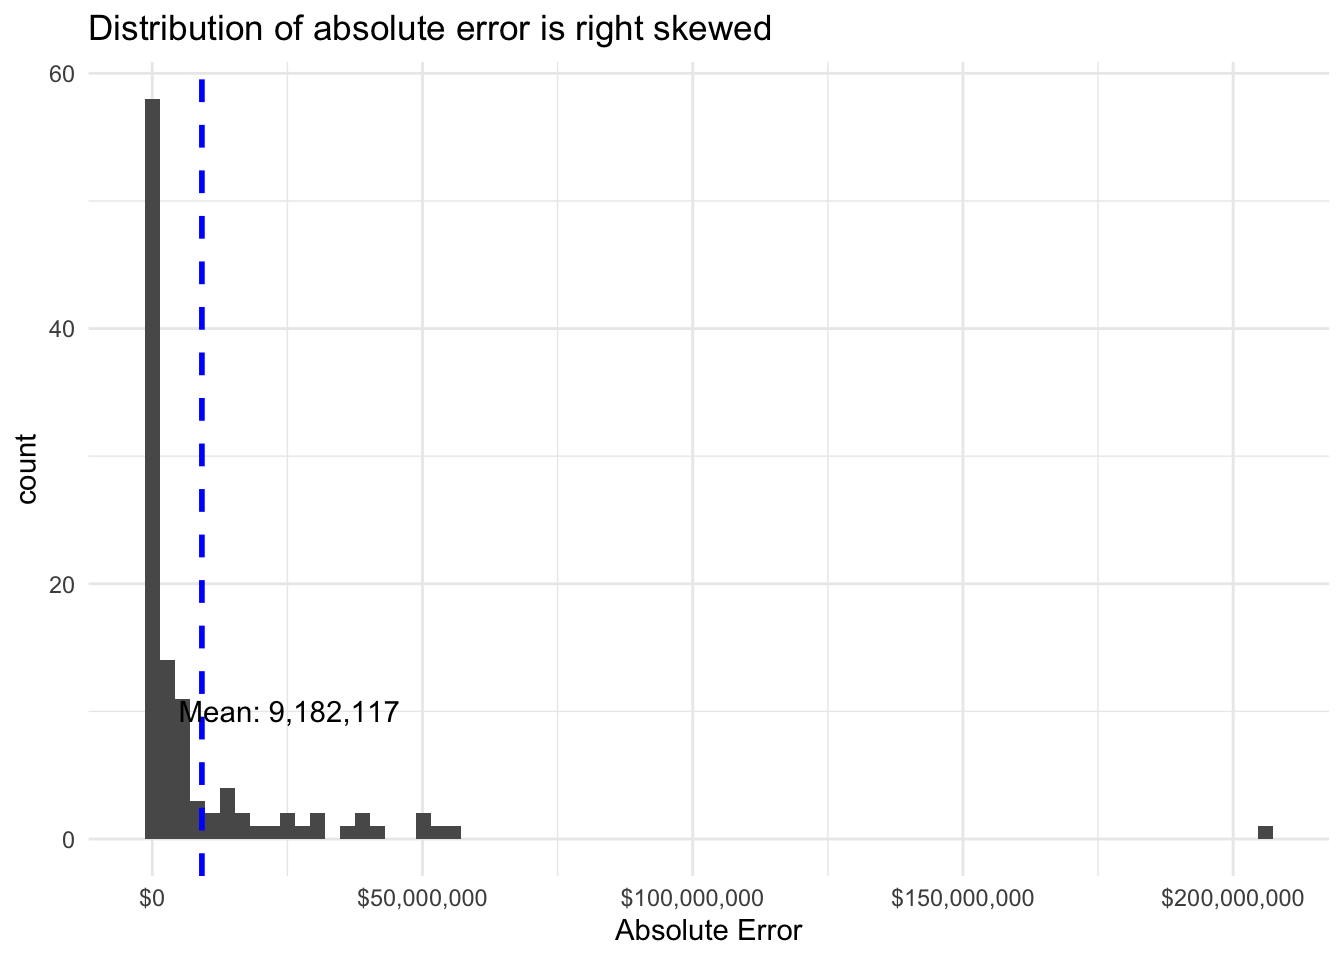 Distribution of absolute error is right skewed
60
40
20
0
count
Mean: 9,182,117
$0 $50,000,000 $100,000,000 $150,000,000 $200,000,000
Absolute Error